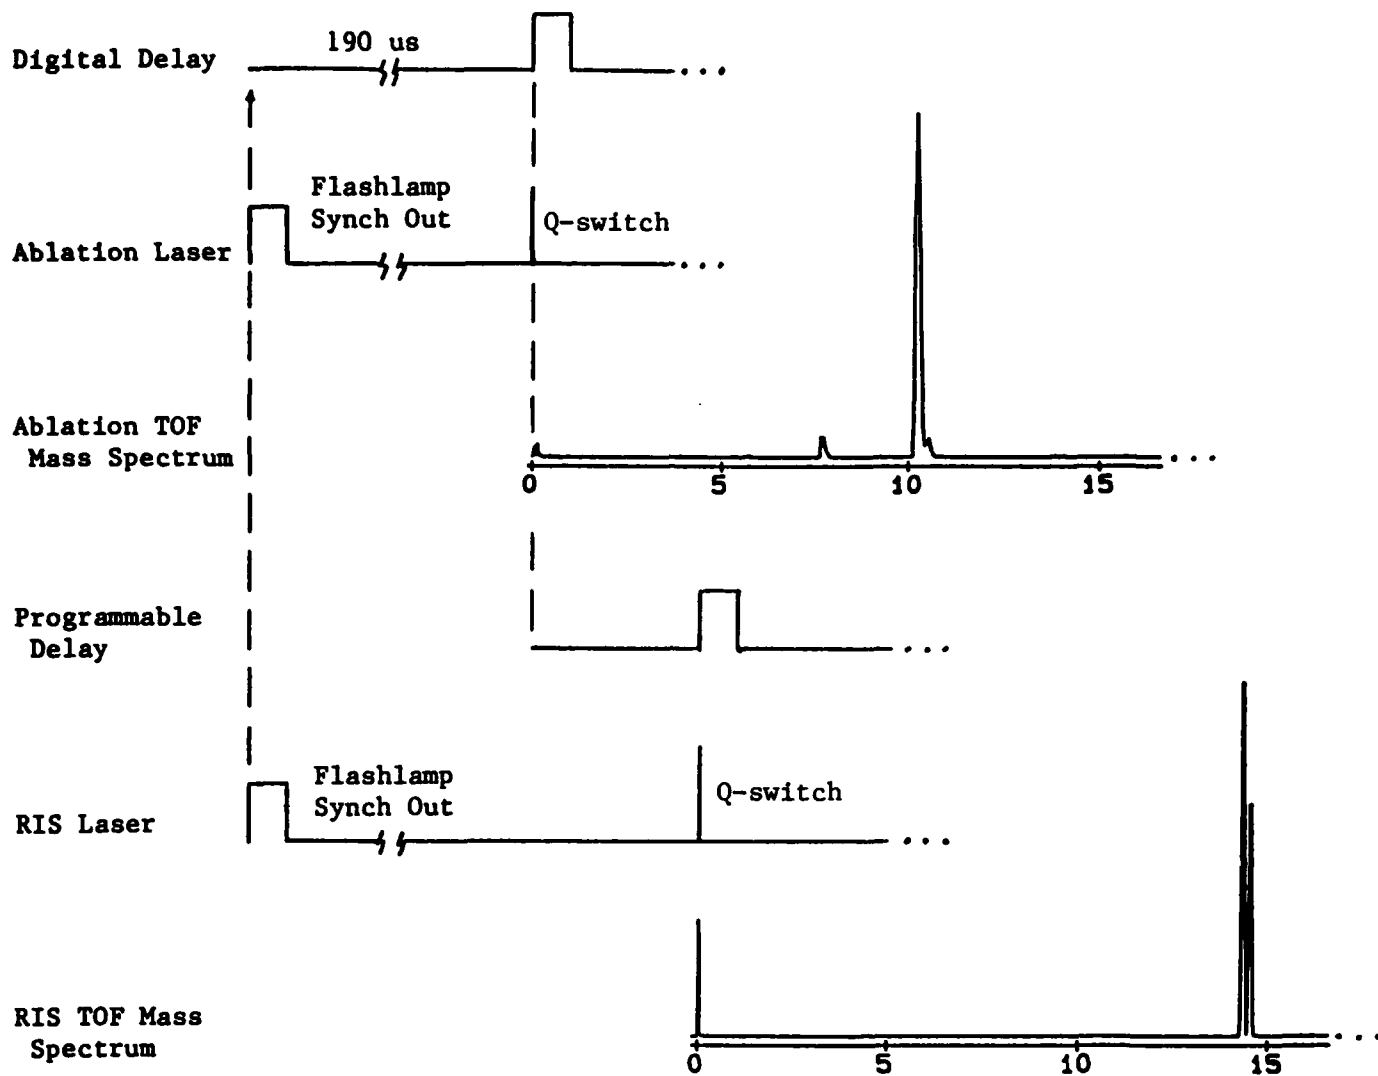 190 us
Digital Delay
. . .
Flashlamp
Synch Out
Q-switch
Ablation Laser
. . .
Ablation TOF
Mass Spectrum
. . .
0 5 10 15
Programmable
Delay
. . .
Flashlamp
Synch Out
Q-switch
RIS Laser
. . .
RIS TOF Mass
Spectrum
. . .
0 5 10 15